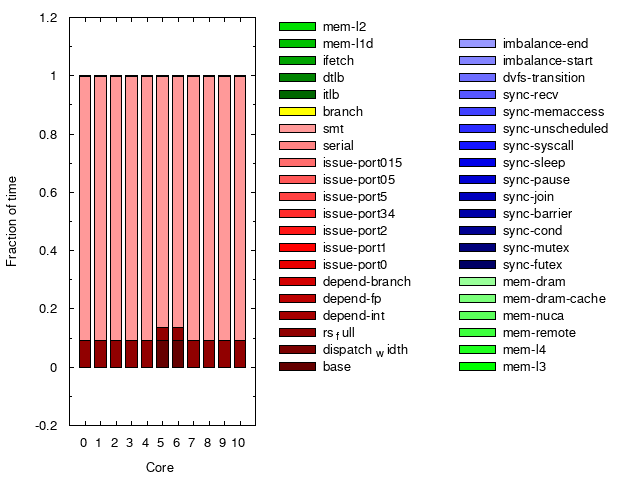 1.2
1
0.8
0.6
0.4
0.2
0
-0.2
Fraction of time
0 1 2 3 4 5 6 7 8 9 10
Core
mem-l2
mem-l1d
ifetch
dtlb
itlb
branch
smt
serial
issue-port015
issue-port05
issue-port5
issue-port34
issue-port2
issue-port1
issue-port0
depend-branch
depend-fp
depend-int
rs_full
dispatch_width
base
imbalance-end
imbalance-start
dvfs-transition
sync-recv
sync-memaccess
sync-unscheduled
sync-syscall
sync-sleep
sync-pause
sync-join
sync-barrier
sync-cond
sync-mutex
sync-futex
mem-dram
mem-dram-cache
mem-nuca
mem-remote
mem-l4
mem-l3